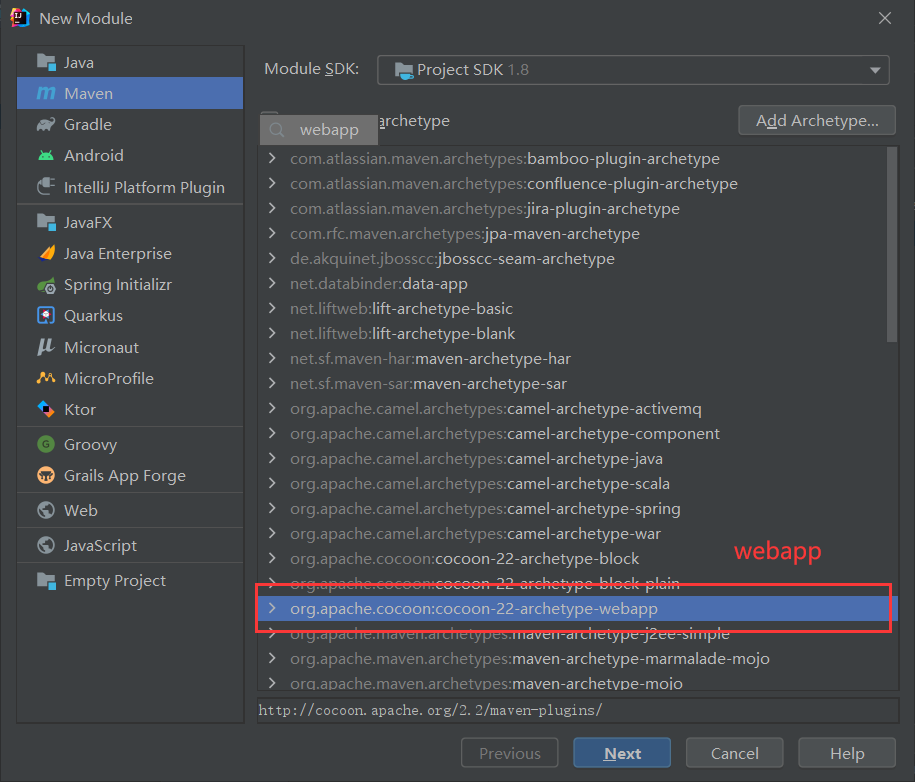 New Module
Java
Maven
Gradle
Android
IntelliJ Platform Plugin
JavaFX
Java Enterprise
Spring Initializr
Quarkus
Micronaut
MicroProfile
Ktor
Groovy
Grails App Forge
Web
JavaScript
Empty Project
Module SDK:
Project SDK 1.8
webapp
archetype
Add Archetype...
com.atlassian.maven.archetypes:bamboo-plugin-archetype
com.atlassian.maven.archetypes:confluence-plugin-archetype
com.atlassian.maven.archetypes:jira-plugin-archetype
com.rfc.maven.archetypes:jpa-maven-archetype
de.akquinet.jbosscc:jbosscc-seam-archetype
net.databinder:data-app
net.liftweb:lift-archetype-basic
net.liftweb:lift-archetype-blank
net.sf.maven-har:maven-archetype-har
net.sf.maven-sar:maven-archetype-sar
org.apache.camel.archetypes:camel-archetype-activemq
org.apache.camel.archetypes:camel-archetype-component
org.apache.camel.archetypes:camel-archetype-java
org.apache.camel.archetypes:camel-archetype-scala
org.apache.camel.archetypes:camel-archetype-spring
org.apache.camel.archetypes:camel-archetype-war
org.apache.cocoon:cocoon-22-archetype-block
webapp
org.apache.cocoon:cocoon-22-archetype-block-plain
org.apache.cocoon:cocoon-22-archetype-webapp
org.apache.maven.archetypes:maven-archetype-j2ee-simple
org.apache.maven.archetypes:maven-archetype-marmalade-mojo
org.apache.maven.archetypes:maven-archetype-mojo
http://cocoon.apache.org/2.2/maven-plugins/
Previous
Next
Cancel
Help